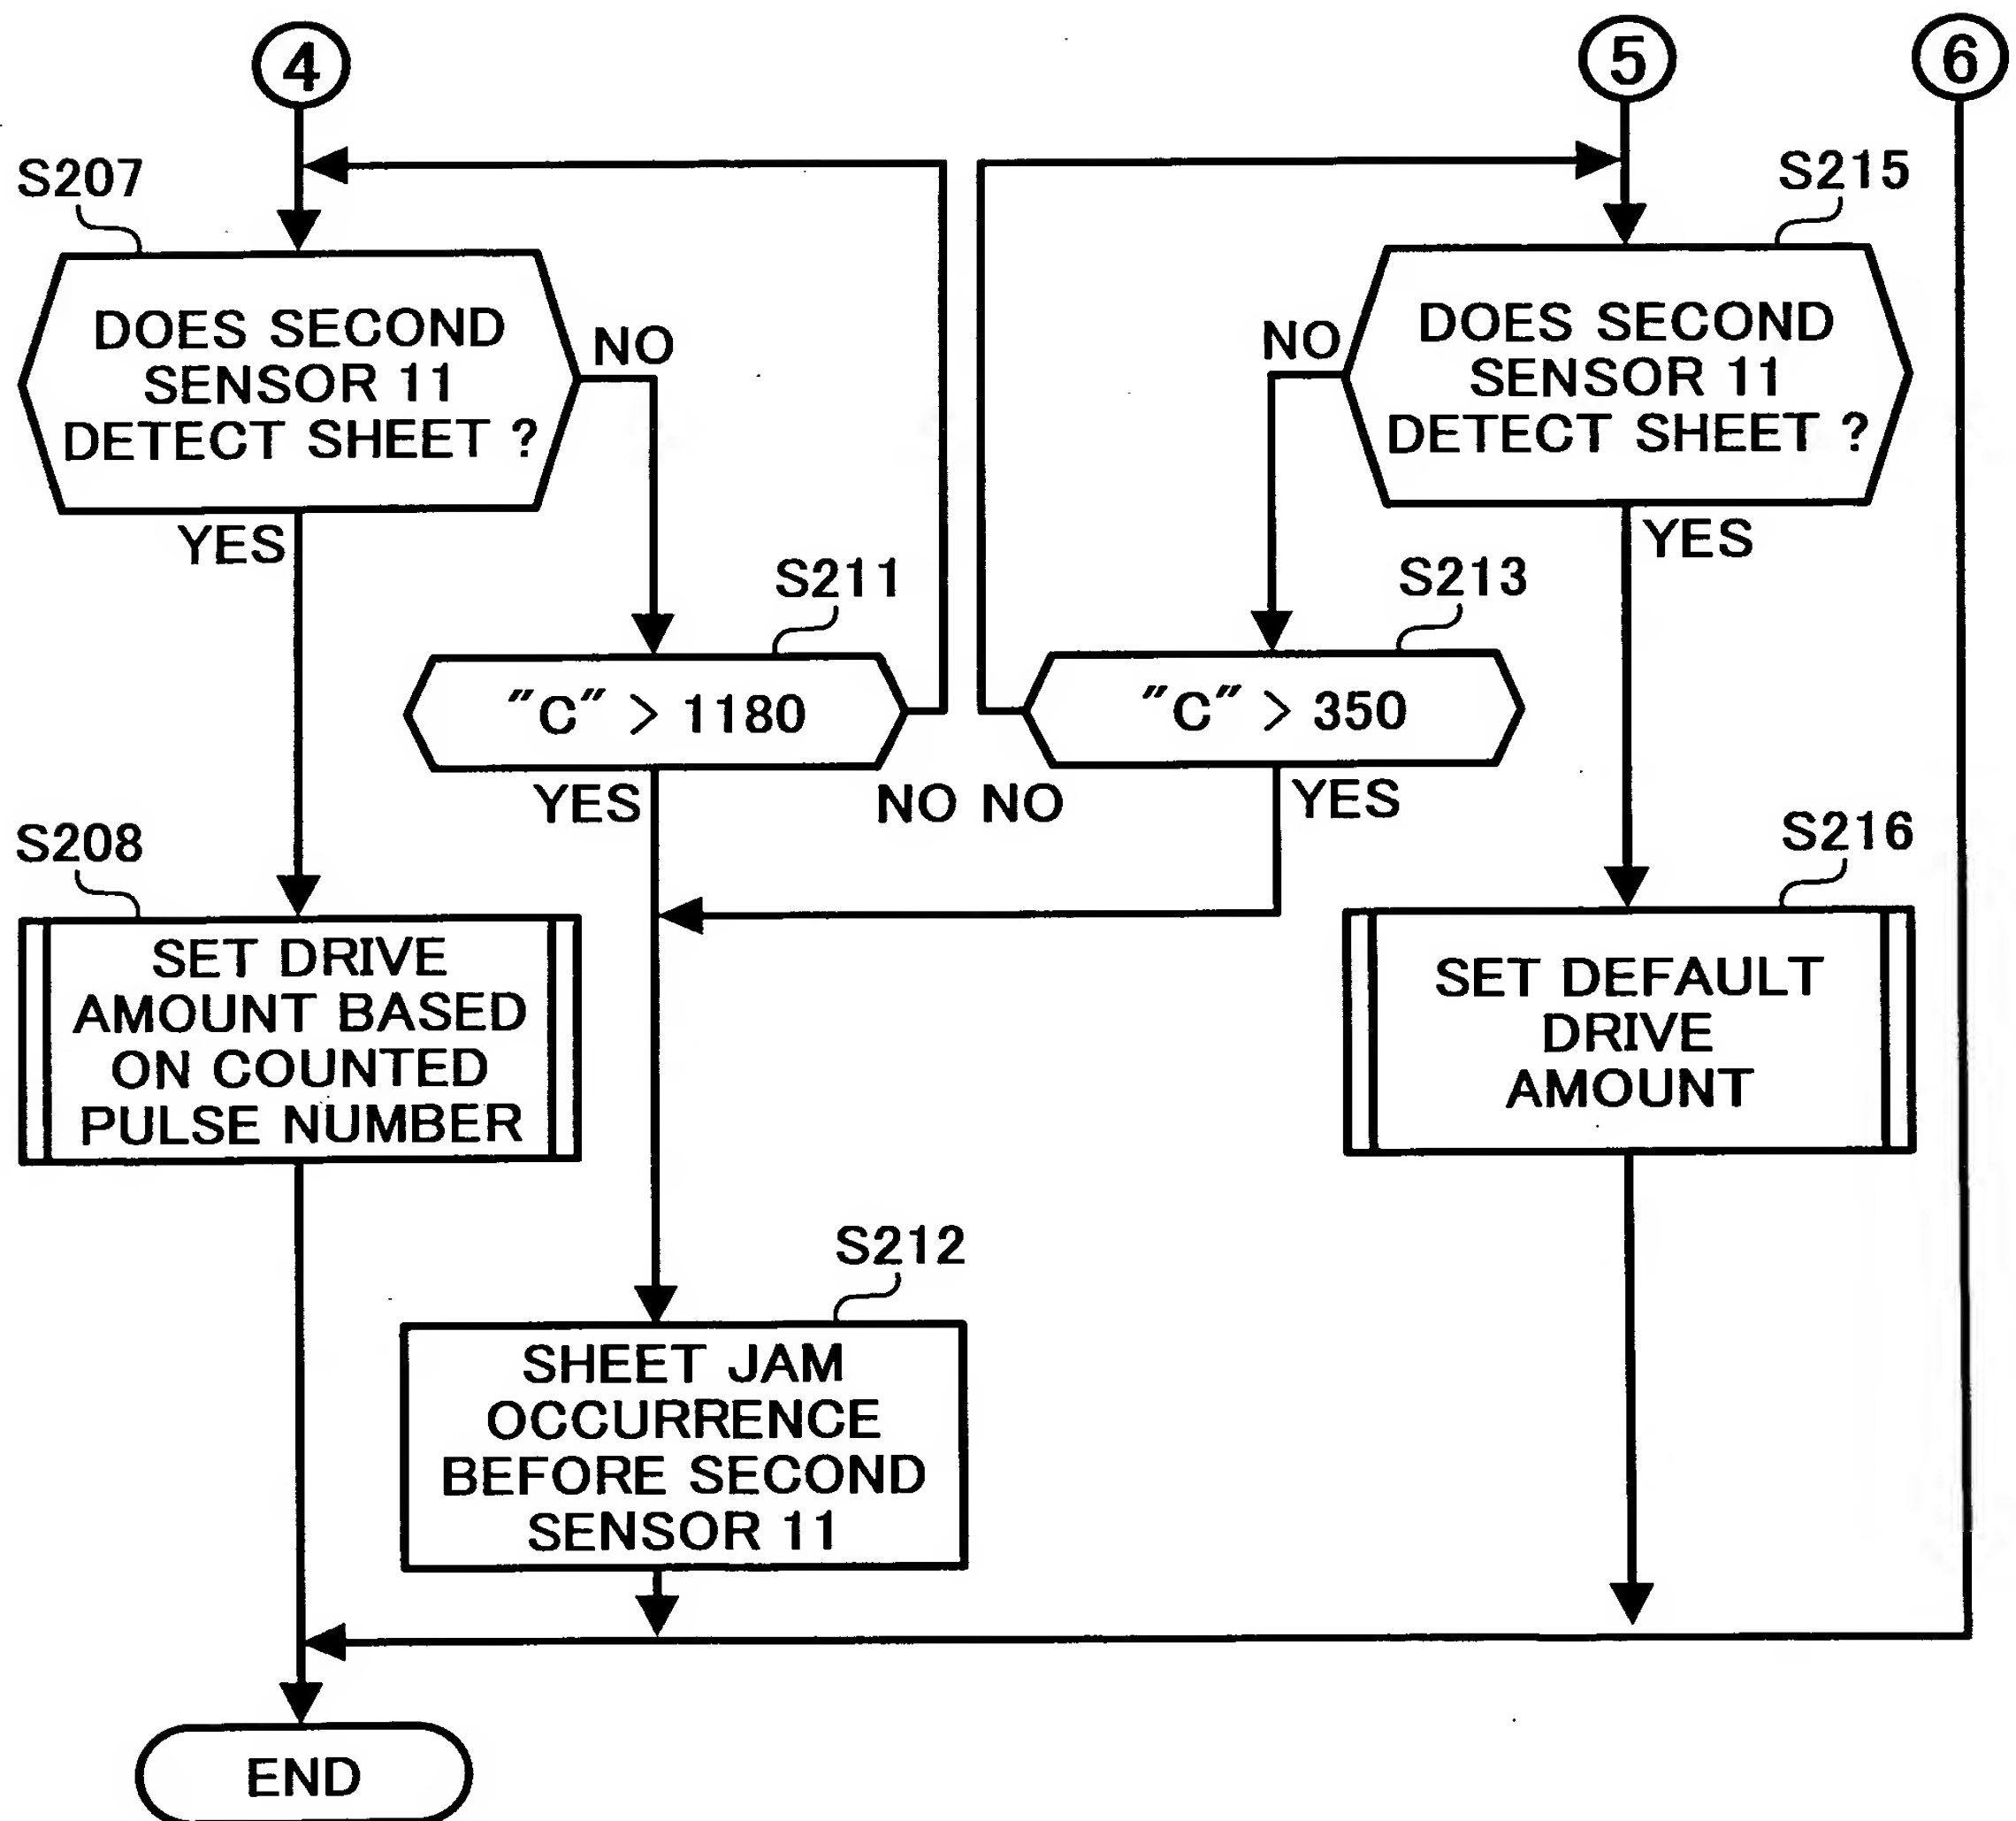 4
5
6
S207
DOES SECOND
SENSOR 11
DETECT SHEET ?
NO
YES
S215
DOES SECOND
SENSOR 11
DETECT SHEET ?
NO
YES
S211
"C" > 1180
YES
NO
S213
"C" > 350
NO
YES
S208
SET DRIVE
AMOUNT BASED
ON COUNTED
PULSE NUMBER
S216
SET DEFAULT
DRIVE
AMOUNT
S212
SHEET JAM
OCCURRENCE
BEFORE SECOND
SENSOR 11
END